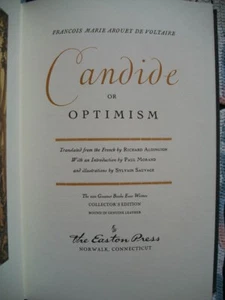 FRANCOIS MARIE AROUET DE VOLTAIRE
Candide
OR
OPTIMISM
Translated from the French by RICHARD ALDINGTON
With an Introduction by PAUL MORAND
and illustrations by SYLVAIN SAUVAGE
The 100 Greatest Books Ever Written
COLLECTOR'S EDITION
BOUND IN GENUINE LEATHER
The Easton Press
NORWALK, CONNECTICUT